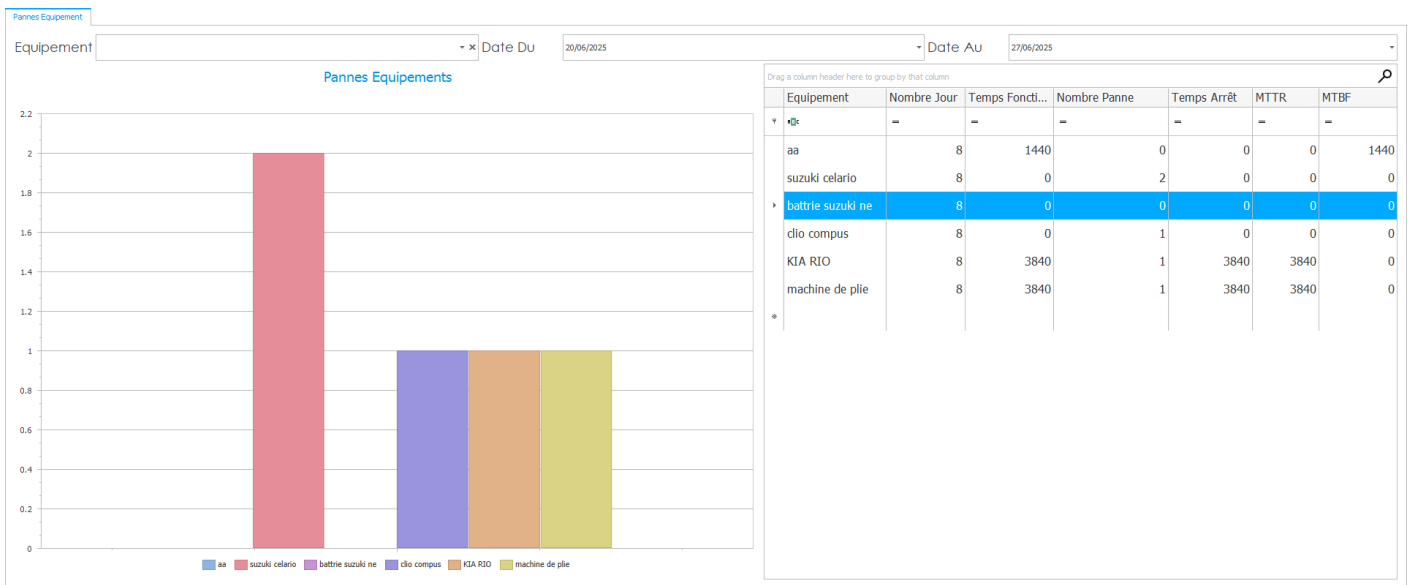 Pannes Equipement
Equipement Date Du 20/06/2025 Date Au 27/06/2025
Pannes Equipements
2.2
2
1.8
1.6
1.4
1.2
1
0.8
0.6
0.4
0.2
0
aa suzuki celario battrie suzuki ne clio compus KIA RIO machine de plie
Drag a column header here to group by that column
Equipement Nombre Jour Temps Foncti... Nombre Panne Temps Arrêt MTTR MTBF
= = = = = =
aa 8 1440 0 0 0 1440
suzuki celario 8 0 2 0 0 0
battrie suzuki ne 8 0 0 0 0 0
clio compus 8 0 1 0 0 0
KIA RIO 8 3840 1 3840 3840 0
machine de plie 8 3840 1 3840 3840 0